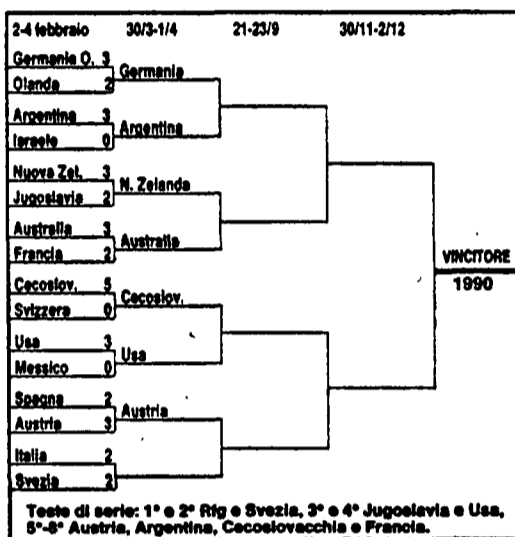 2-4 febbraio 30/3-1/4 21-23/9 30/11-2/12
Germania O. 3
Germania
Olanda 2
Argentina 3
Argentina
Israele 0
Nuova Zel. 3
N. Zelanda
Jugoslavia 2
Australia 3
Australia
Francia 2
VINCITORE
1990
Cecoslov. 5
Cecoslov.
Svizzera 0
Usa 3
Usa
Messico 0
Spagna 2
Austria
Austria 3
Italia 2
Svezia 2
Teste di serie: 1° e 2° Rfg e Svezia, 3° e 4° Jugoslavia e Usa,
5°-8° Austria, Argentina, Cecoslovacchia e Francia.